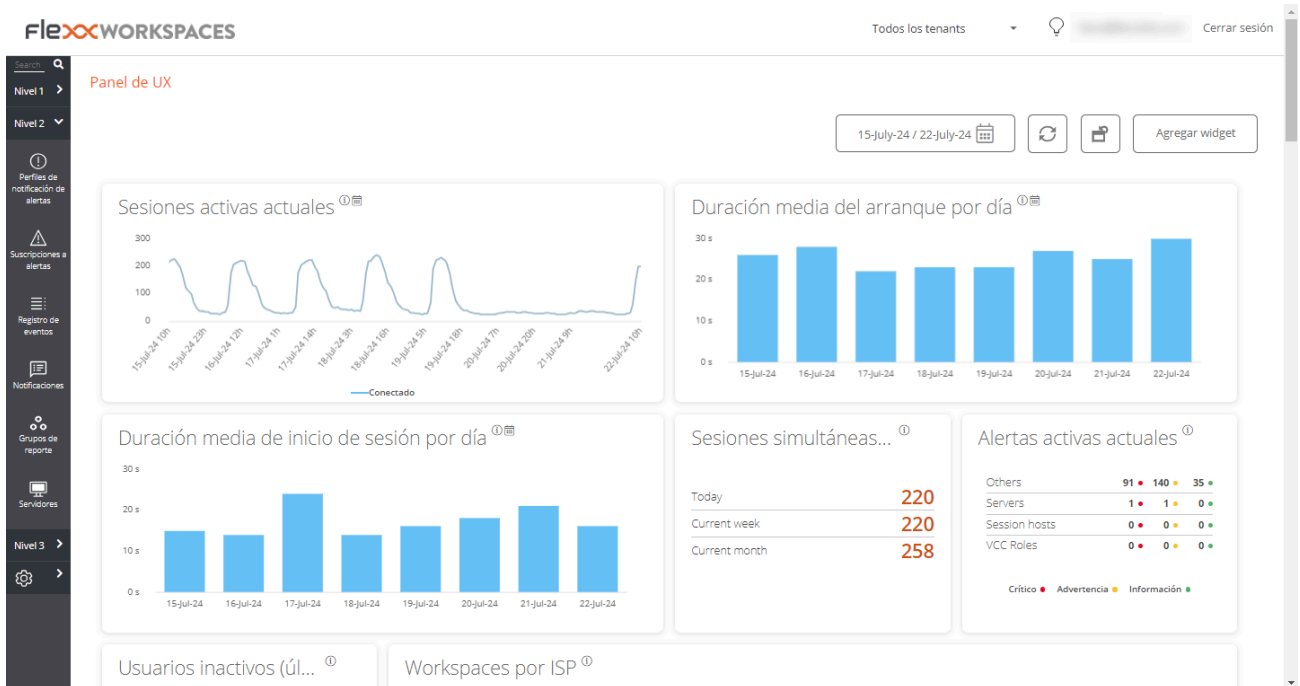 FlexxWORKSPACES
Todos los tenants
Cerrar sesión
Search
Nivel 1
Nivel 2
Perfiles de
notificación de
alertas
Suscripciones a
alertas
Registro de
eventos
Notificaciones
Grupos de
reporte
Servidores
Nivel 3
Panel de UX
15-July-24 / 22-July-24
Agregar widget
Sesiones activas actuales
300
200
100
0
15-Jul-24 10h
15-Jul-24 23h
16-Jul-24 12h
17-Jul-24 1h
17-Jul-24 14h
18-Jul-24 3h
18-Jul-24 16h
19-Jul-24 5h
19-Jul-24 18h
20-Jul-24 7h
20-Jul-24 20h
21-Jul-24 9h
22-Jul-24 10h
Conectado
Duración media del arranque por día
30 s
20 s
10 s
0 s
15-Jul-24 16-Jul-24 17-Jul-24 18-Jul-24 19-Jul-24 20-Jul-24 21-Jul-24 22-Jul-24
Duración media de inicio de sesión por día
30 s
20 s
10 s
0 s
15-Jul-24 16-Jul-24 17-Jul-24 18-Jul-24 19-Jul-24 20-Jul-24 21-Jul-24 22-Jul-24
Sesiones simultáneas...
Today 220
Current week 220
Current month 258
Alertas activas actuales
Others 91 140 35
Servers 1 1 0
Session hosts 0 0 0
VCC Roles 0 0 0
Crítico Advertencia Información
Usuarios inactivos (úl...
Workspaces por ISP